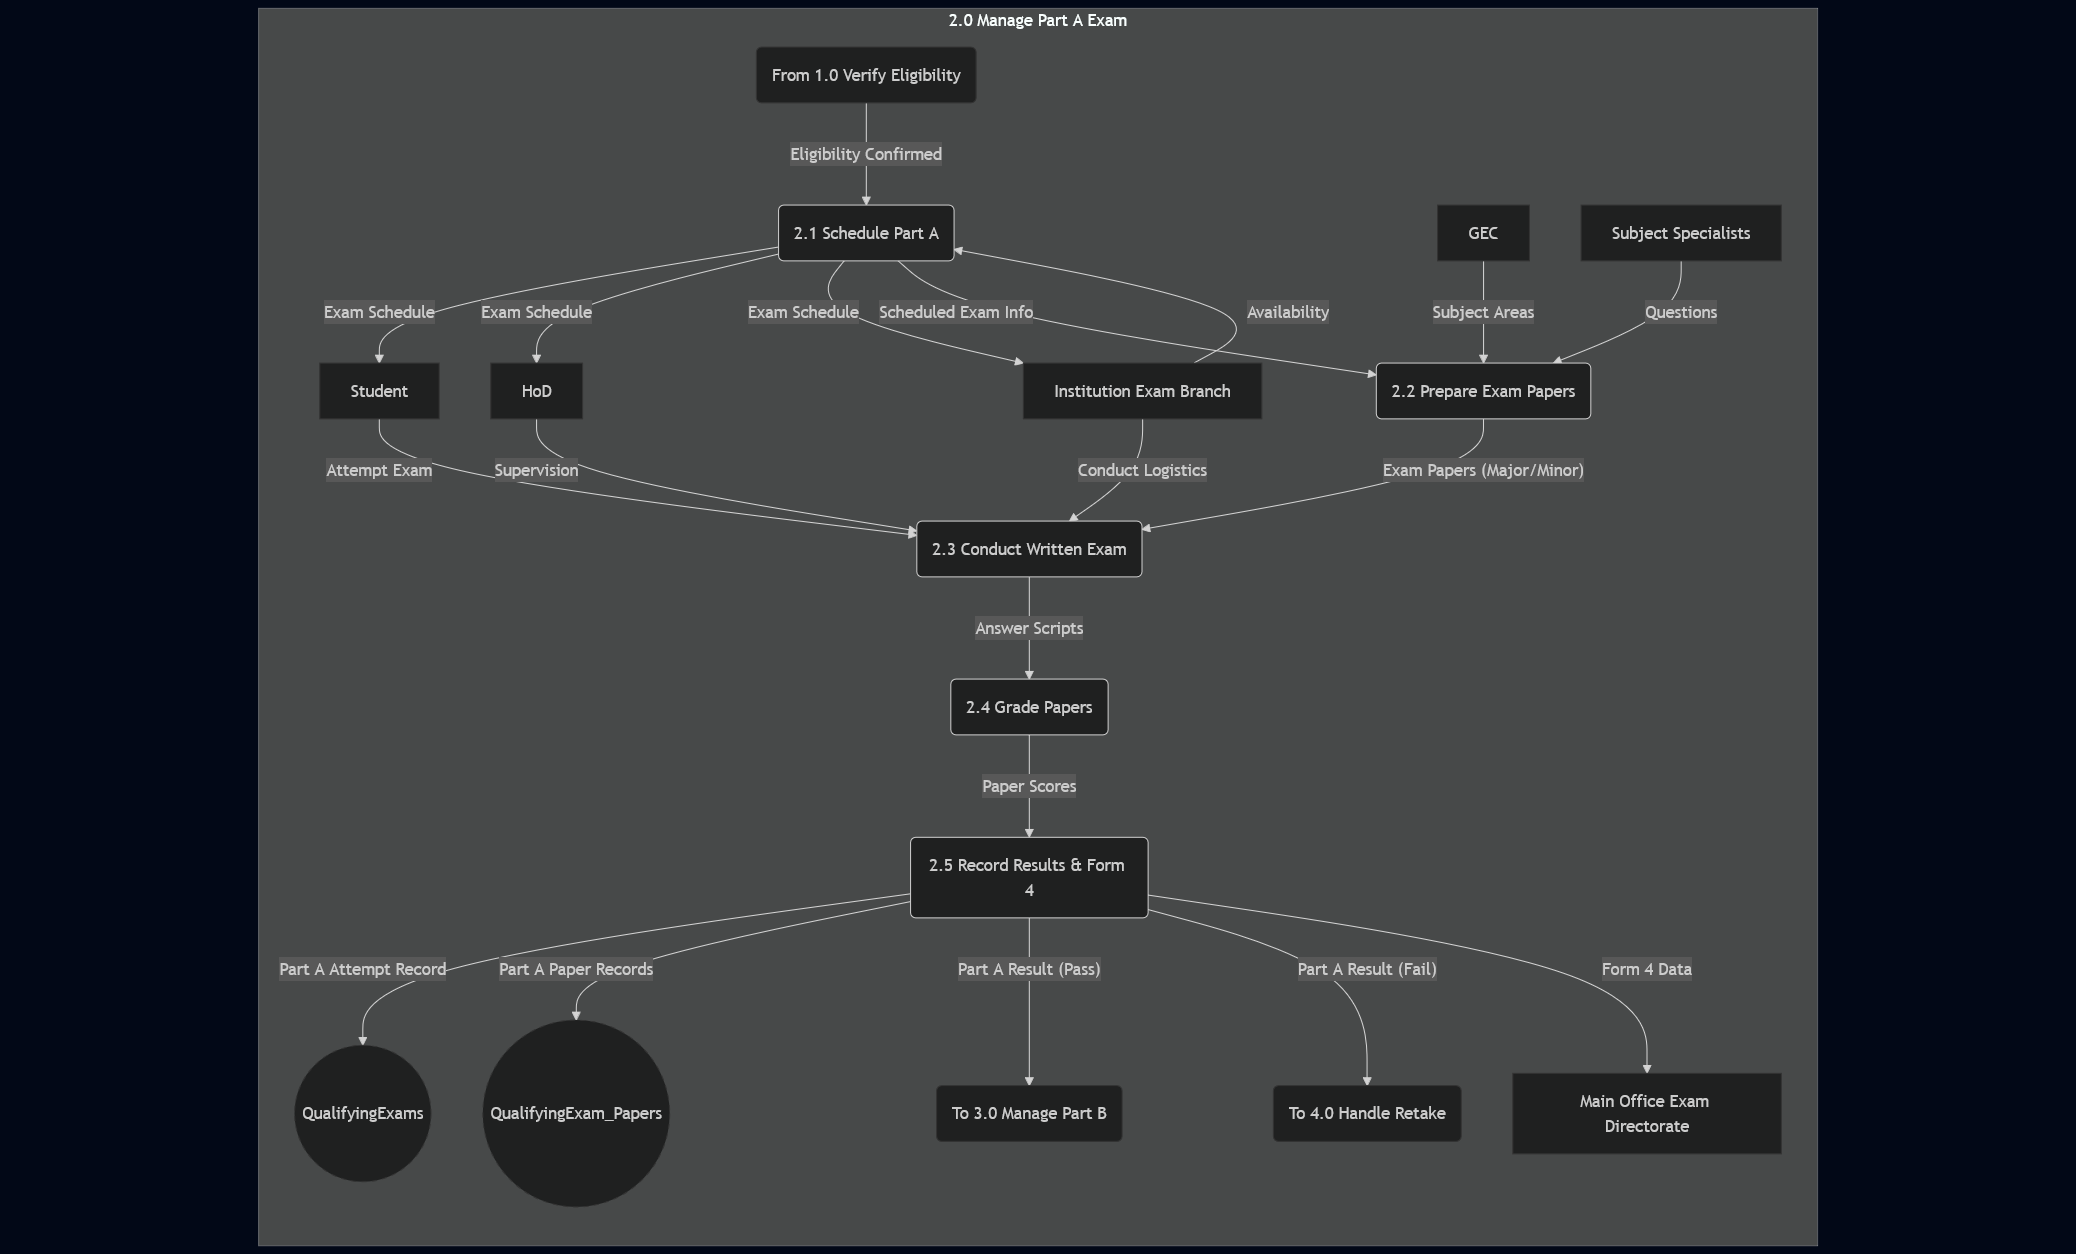 2.0 Manage Part A Exam
From 1.0 Verify Eligibility
Eligibility Confirmed
2.1 Schedule Part A
GEC
Subject Specialists
Exam Schedule
Exam Schedule
Exam Schedule
Scheduled Exam Info
Availability
Subject Areas
Questions
Student
HoD
Institution Exam Branch
2.2 Prepare Exam Papers
Attempt Exam
Supervision
Conduct Logistics
Exam Papers (Major/Minor)
2.3 Conduct Written Exam
Answer Scripts
2.4 Grade Papers
Paper Scores
2.5 Record Results & Form
4
Part A Attempt Record
Part A Paper Records
Part A Result (Pass)
Part A Result (Fail)
Form 4 Data
QualifyingExams
QualifyingExam_Papers
To 3.0 Manage Part B
To 4.0 Handle Retake
Main Office Exam
Directorate